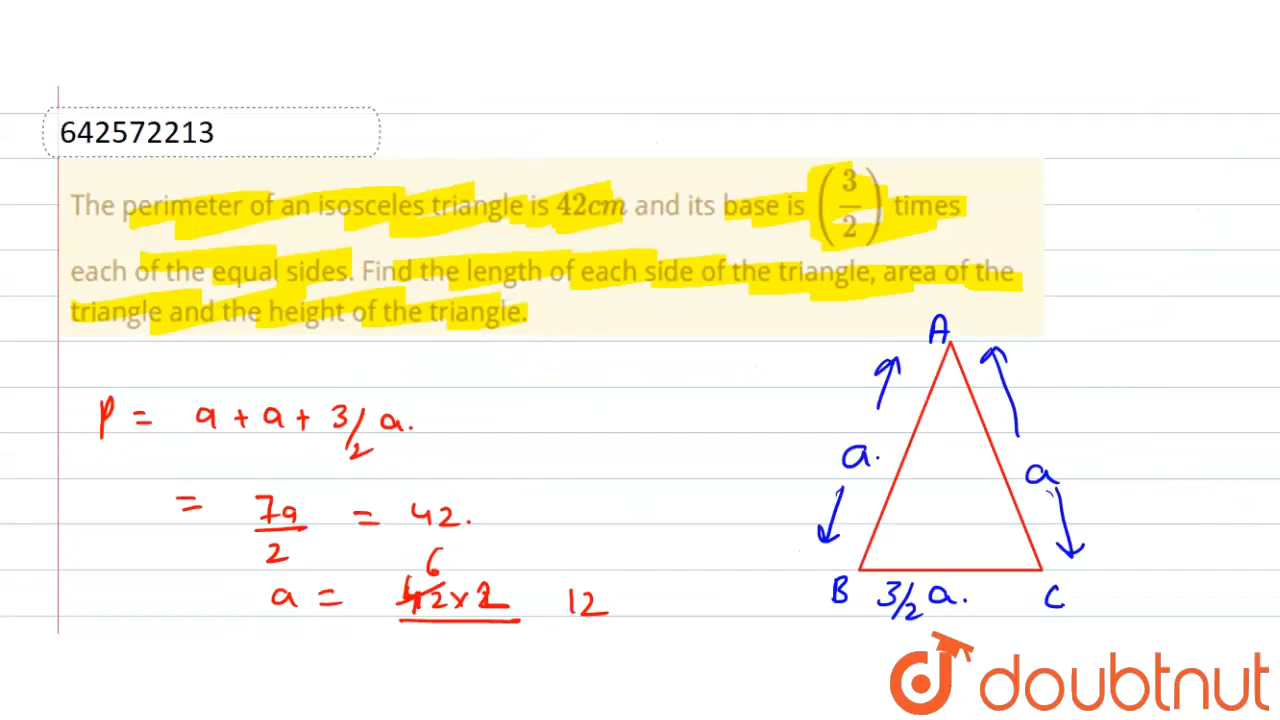 642572213
The perimeter of an isosceles triangle is 42cm and its base is (3/2) times
each of the equal sides. Find the length of each side of the triangle, area of the
triangle and the height of the triangle.
A
P = a + a + 3/2 a.
a.
a
= 7a/2 = 42.
6
a = 42×2 12
B 3/2 a. C
doubtnut